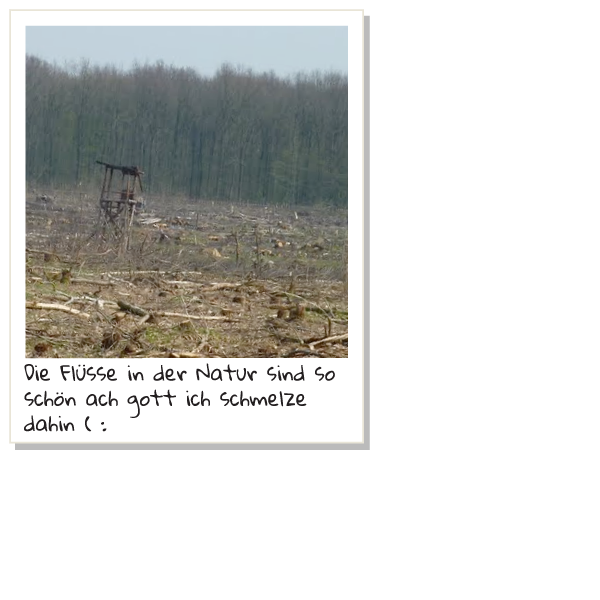 Die Flüsse in der Natur sind so
schön ach gott ich schmelze
dahin ( :